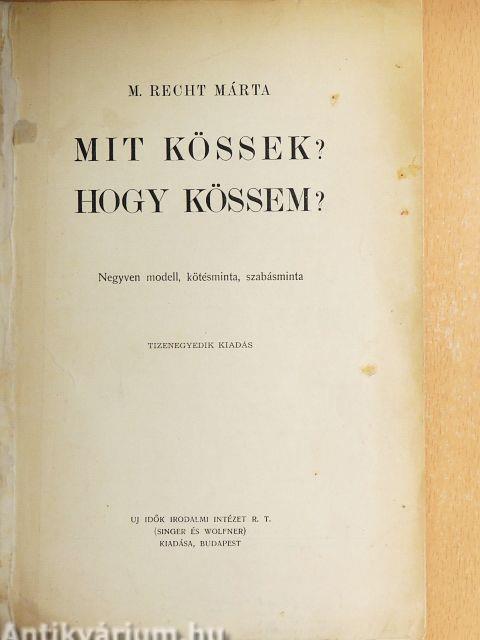 M. RECHT MÁRTA
MIT KÖSSEK?
HOGY KÖSSEM?
Negyven modell, kötésminta, szabásminta
TIZENEGYEDIK KIADÁS
UJ IDŐK IRODALMI INTÉZET R. T.
(SINGER ÉS WOLFNER)
KIADÁSA, BUDAPEST
Antikvárium.hu